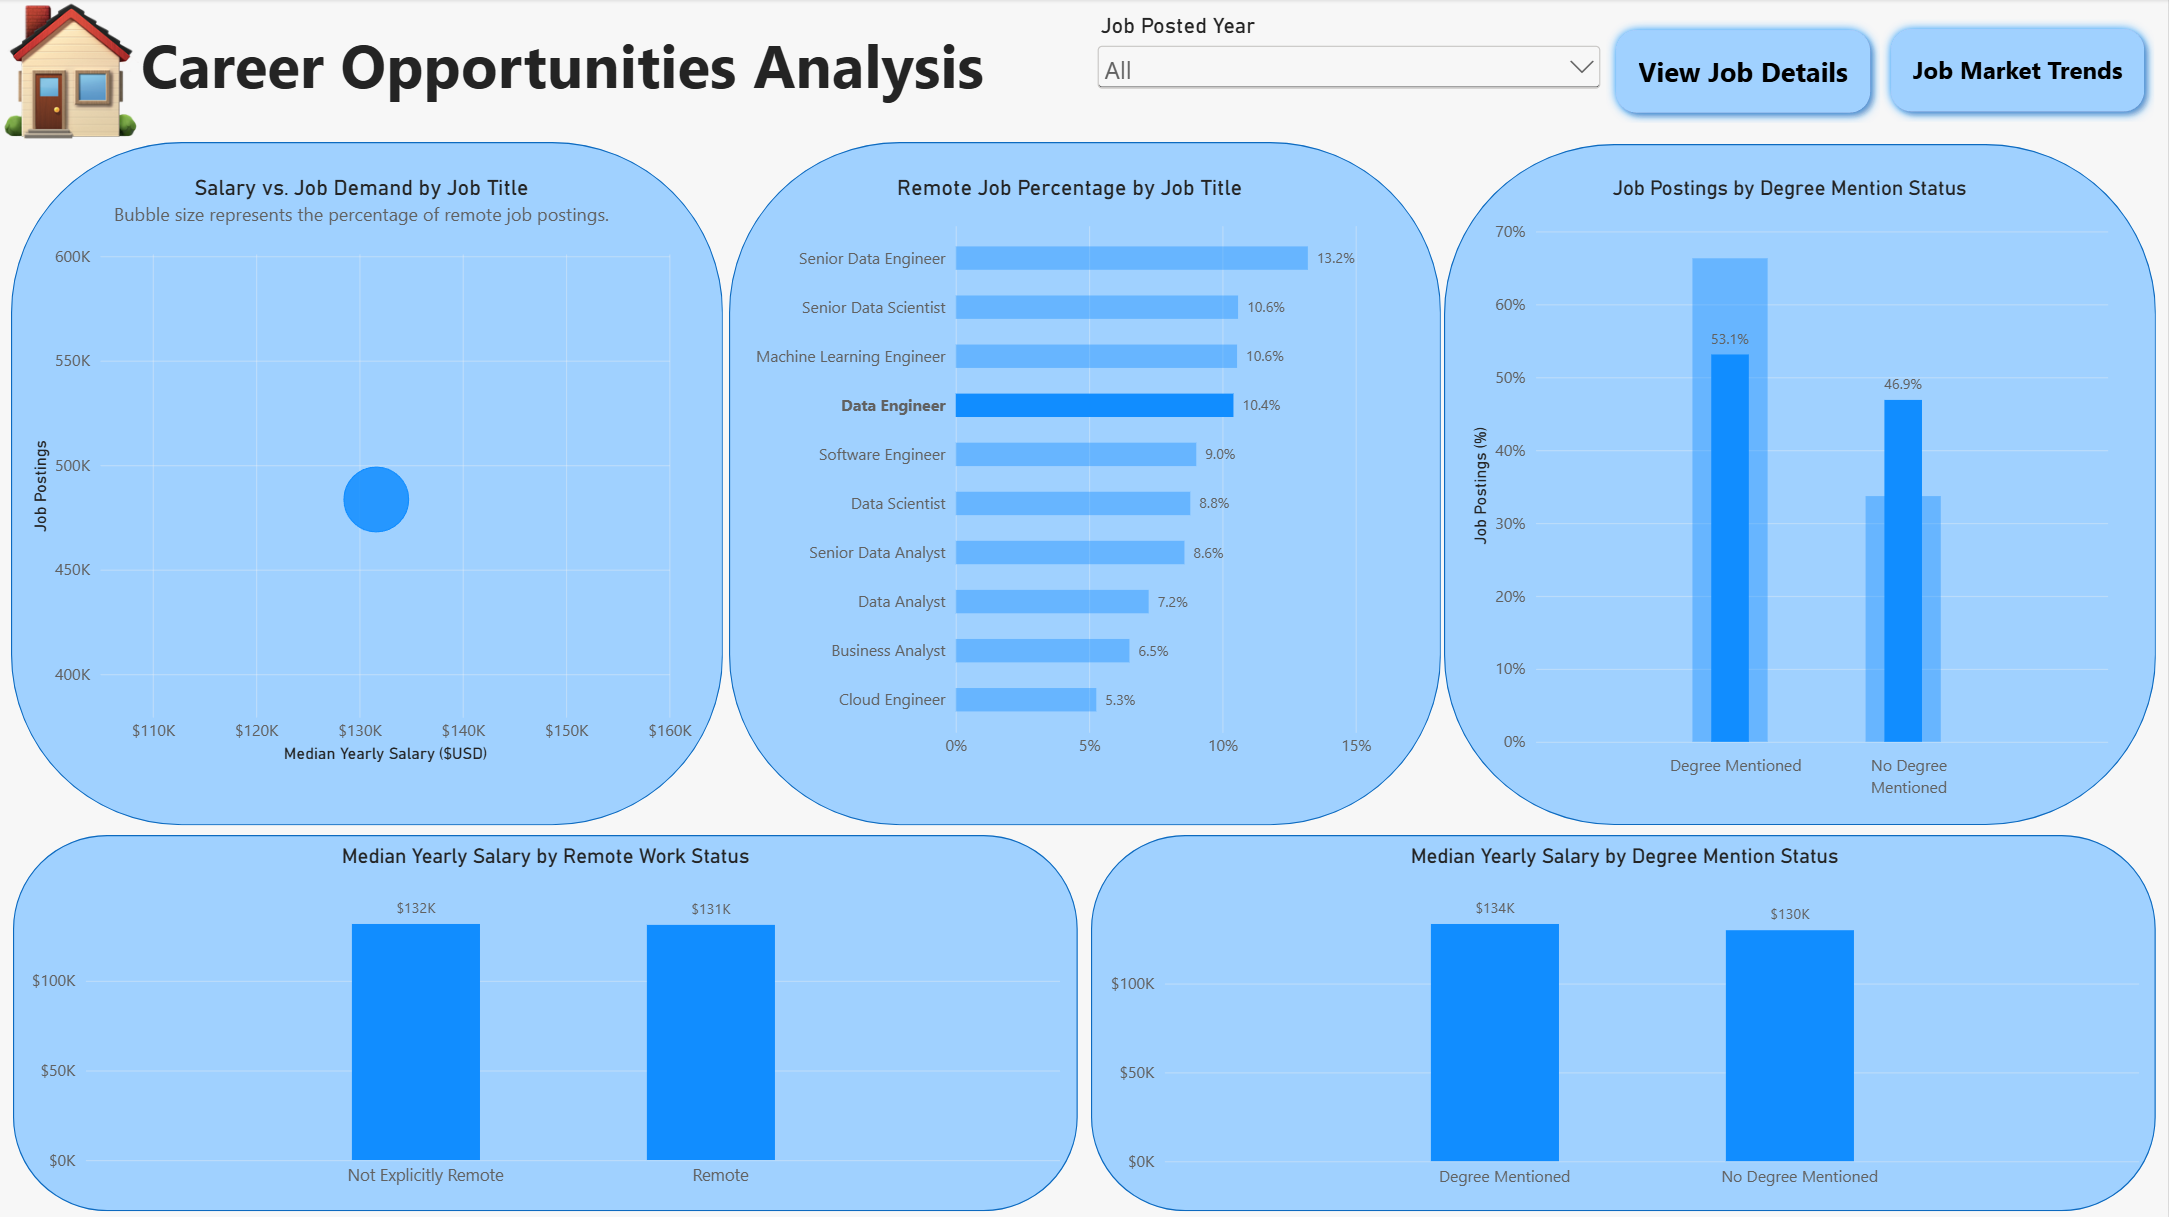 Career Opportunities Analysis
Job Posted Year
All
View Job Details
Job Market Trends
Salary vs. Job Demand by Job Title
Bubble size represents the percentage of remote job postings.
600K
550K
500K
450K
400K
Job Postings
$110K
$120K
$130K
$140K
$150K
$160K
Median Yearly Salary ($USD)
Remote Job Percentage by Job Title
Senior Data Engineer
13.2%
Senior Data Scientist
10.6%
Machine Learning Engineer
10.6%
Data Engineer
10.4%
Software Engineer
9.0%
Data Scientist
8.8%
Senior Data Analyst
8.6%
Data Analyst
7.2%
Business Analyst
6.5%
Cloud Engineer
5.3%
0%
5%
10%
15%
Job Postings by Degree Mention Status
70%
60%
50%
40%
30%
20%
10%
0%
Job Postings (%)
53.1%
46.9%
Degree Mentioned
No Degree
Mentioned
Median Yearly Salary by Remote Work Status
$132K
$131K
$100K
$50K
$0K
Not Explicitly Remote
Remote
Median Yearly Salary by Degree Mention Status
$134K
$130K
$100K
$50K
$0K
Degree Mentioned
No Degree Mentioned